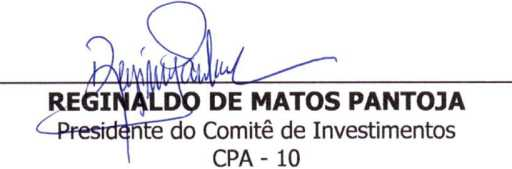 REGINALDO DE MATOS PANTOJA
Presidente do Comitê de Investimentos
CPA - 10